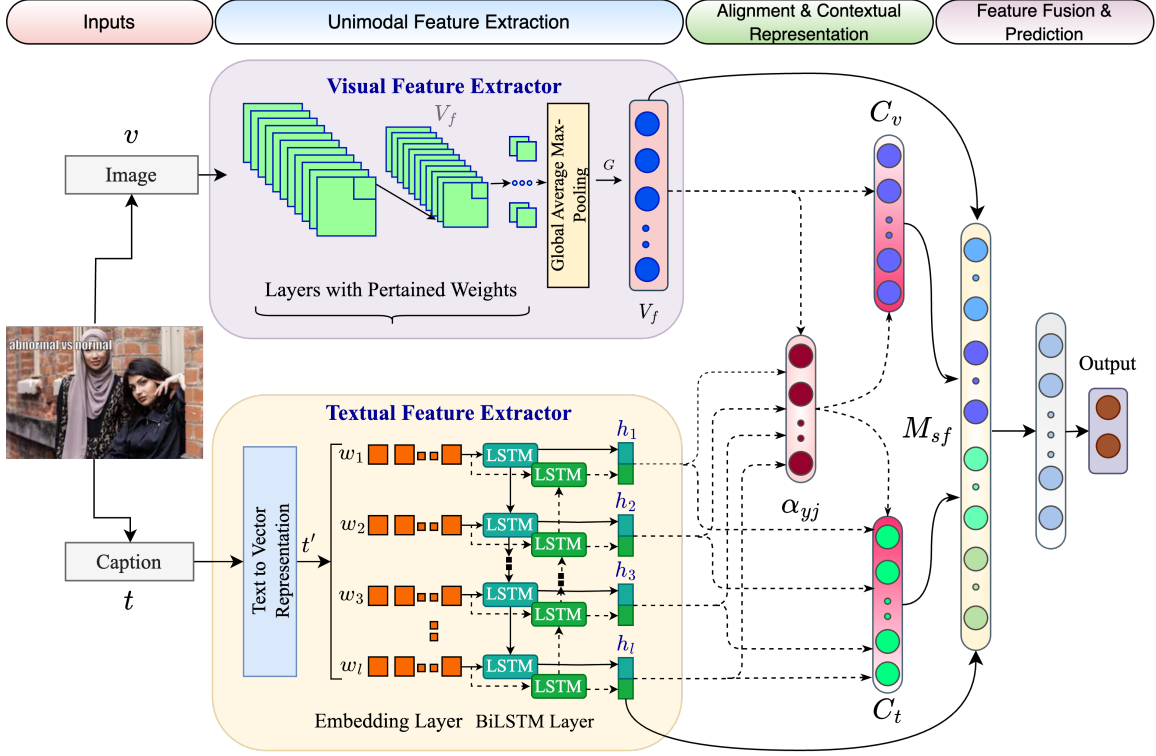 Inputs
Unimodal Feature Extraction
Alignment & Contextual
Representation
Feature Fusion &
Prediction
Visual Feature Extractor
V_f
v
Image
Global Average Max-
Pooling
G
V_f
Layers with Pertained Weights
C_v
abnormal vs normal
Output
M_sf
α_yj
Textual Feature Extractor
Text to Vector
Representation
t′
w_1
LSTM
LSTM
h_1
w_2
LSTM
LSTM
h_2
w_3
LSTM
LSTM
h_3
w_l
LSTM
LSTM
h_l
Caption
t
C_t
Embedding Layer
BiLSTM Layer